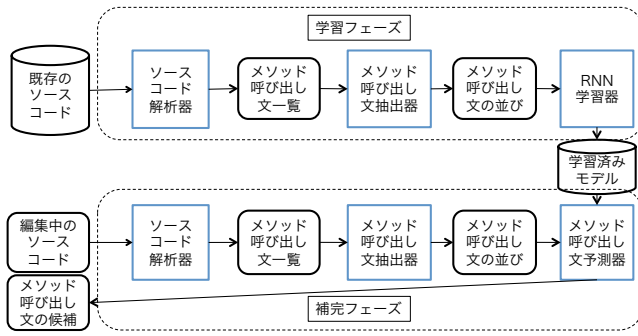 学習フェーズ
既存の
ソース
コード
ソース
コード
解析器
メソッド
呼び出し
文一覧
メソッド
呼び出し
文抽出器
メソッド
呼び出し
文の並び
RNN
学習器
学習済み
モデル
編集中の
ソース
コード
ソース
コード
解析器
メソッド
呼び出し
文一覧
メソッド
呼び出し
文抽出器
メソッド
呼び出し
文の並び
メソッド
呼び出し
文予測器
メソッド
呼び出し
文の候補
補完フェーズ